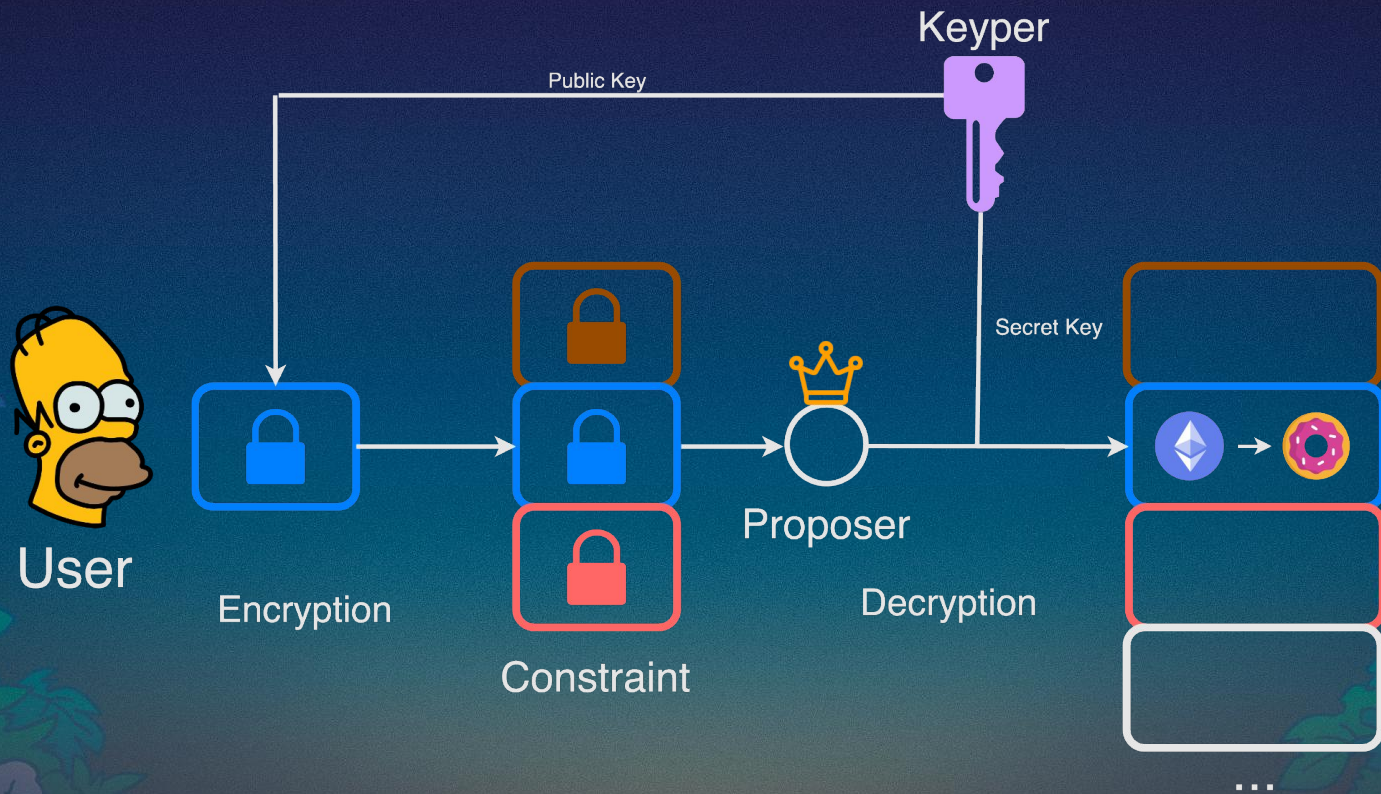 Keyper
Public Key
Secret Key
User
Encryption
Constraint
Proposer
Decryption
...